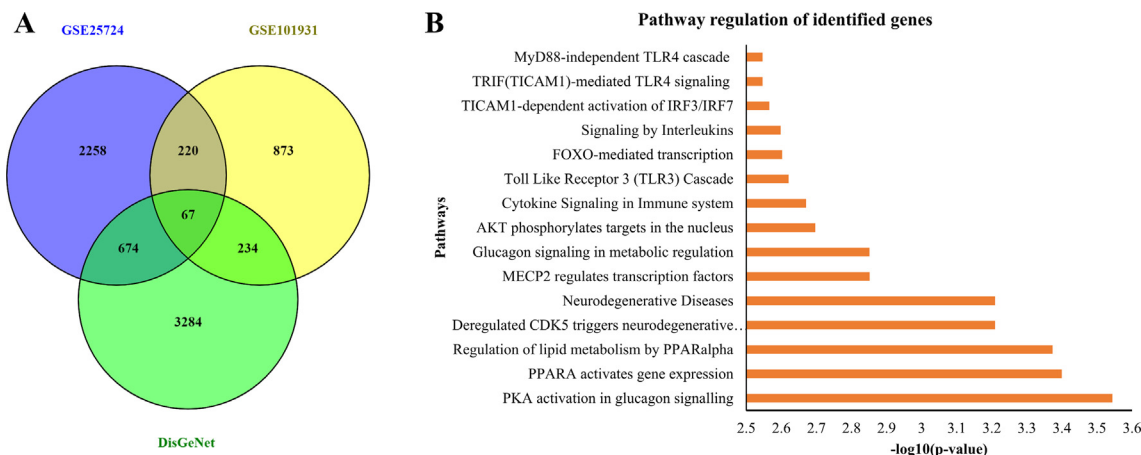 A
GSE25724
GSE101931
2258
220
873
67
674
234
3284
DisGeNet
B
Pathway regulation of identified genes
Pathways
MyD88-independent TLR4 cascade
TRIF(TICAM1)-mediated TLR4 signaling
TICAM1-dependent activation of IRF3/IRF7
Signaling by Interleukins
FOXO-mediated transcription
Toll Like Receptor 3 (TLR3) Cascade
Cytokine Signaling in Immune system
AKT phosphorylates targets in the nucleus
Glucagon signaling in metabolic regulation
MECP2 regulates transcription factors
Neurodegenerative Diseases
Deregulated CDK5 triggers neurodegenerative…
Regulation of lipid metabolism by PPARalpha
PPARA activates gene expression
PKA activation in glucagon signalling
2.5 2.6 2.7 2.8 2.9 3 3.1 3.2 3.3 3.4 3.5 3.6
-log10(p-value)